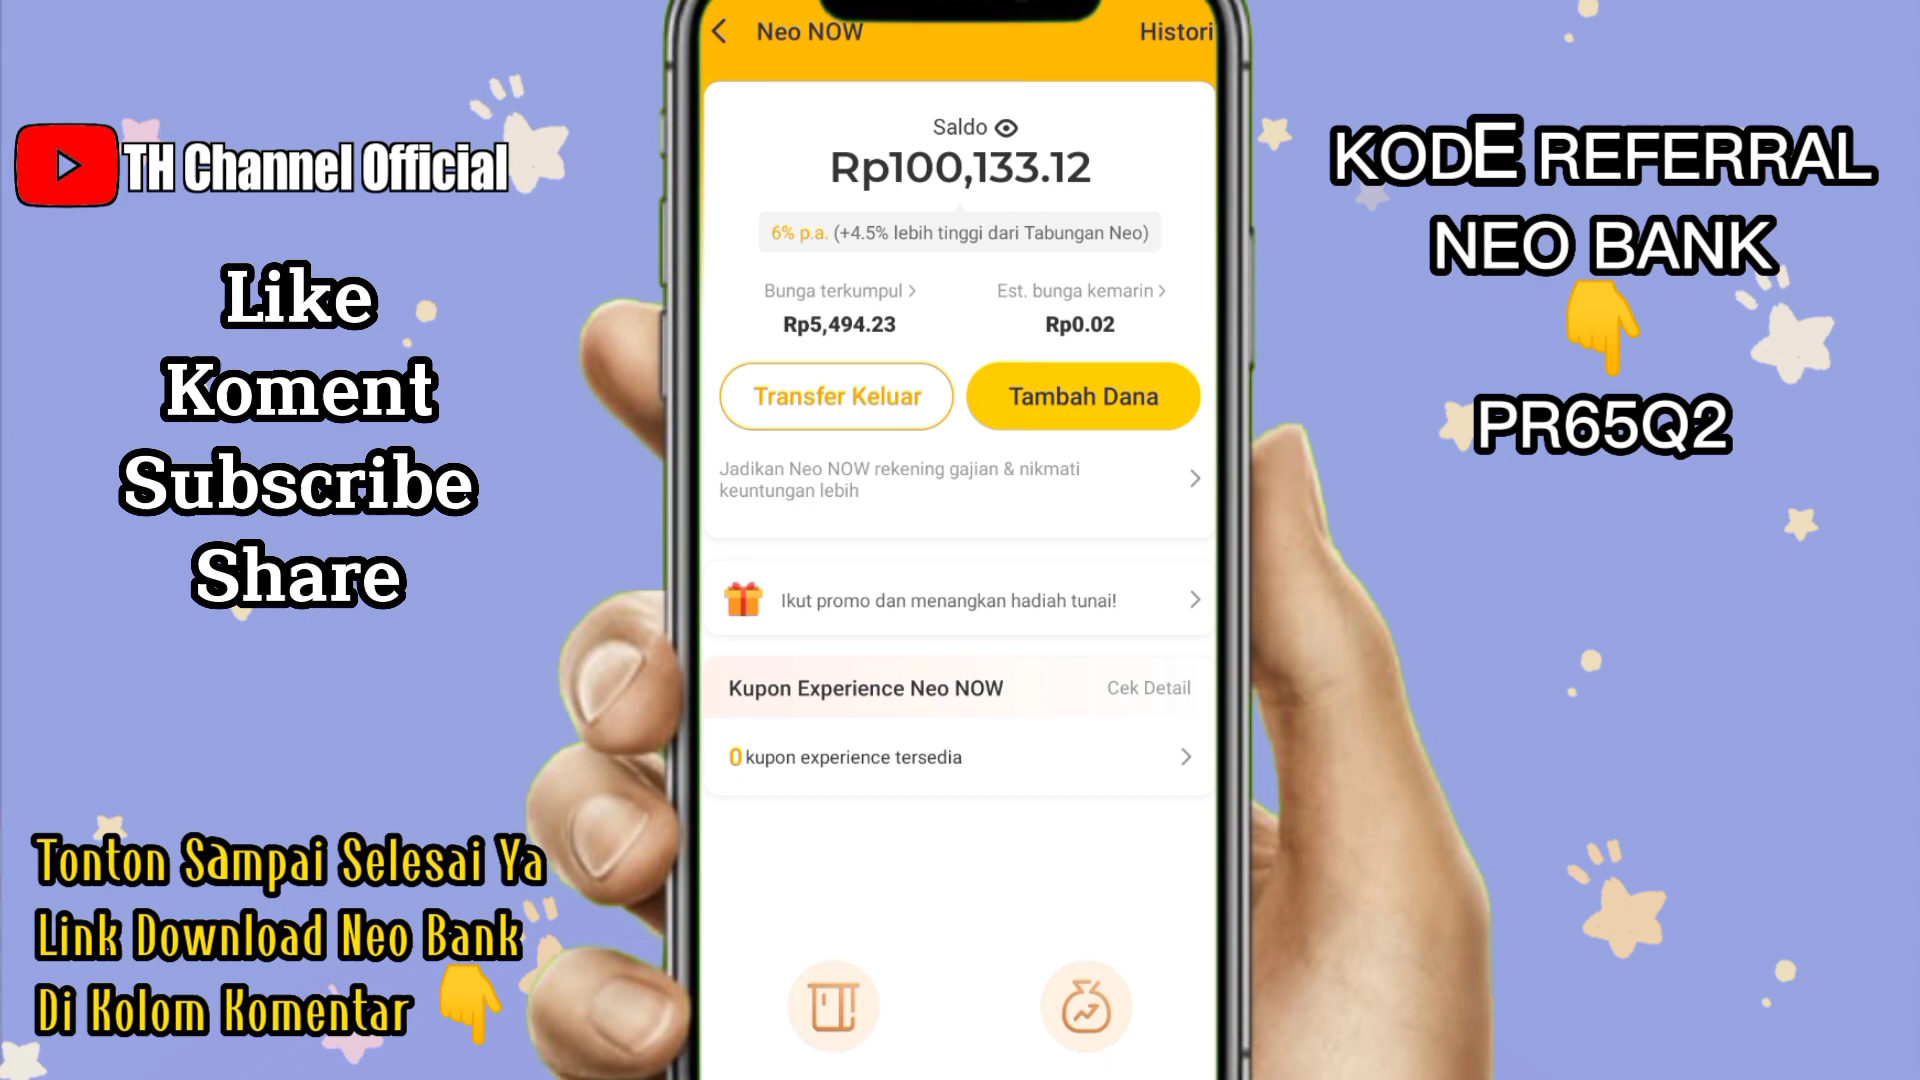 TH Channel Official
Like
Koment
Subscribe
Share
Tonton Sampai Selesai Ya
Link Download Neo Bank
Di Kolom Komentar
Neo NOW
Histori
Saldo
Rp100,133.12
6% p.a. (+4.5% lebih tinggi dari Tabungan Neo)
Bunga terkumpul >
Est. bunga kemarin >
Rp5,494.23
Rp0.02
Transfer Keluar
Tambah Dana
Jadikan Neo NOW rekening gajian & nikmati
keuntungan lebih
Ikut promo dan menangkan hadiah tunai!
Kupon Experience Neo NOW
Cek Detail
0 kupon experience tersedia
KODE REFERRAL
NEO BANK
PR65Q2